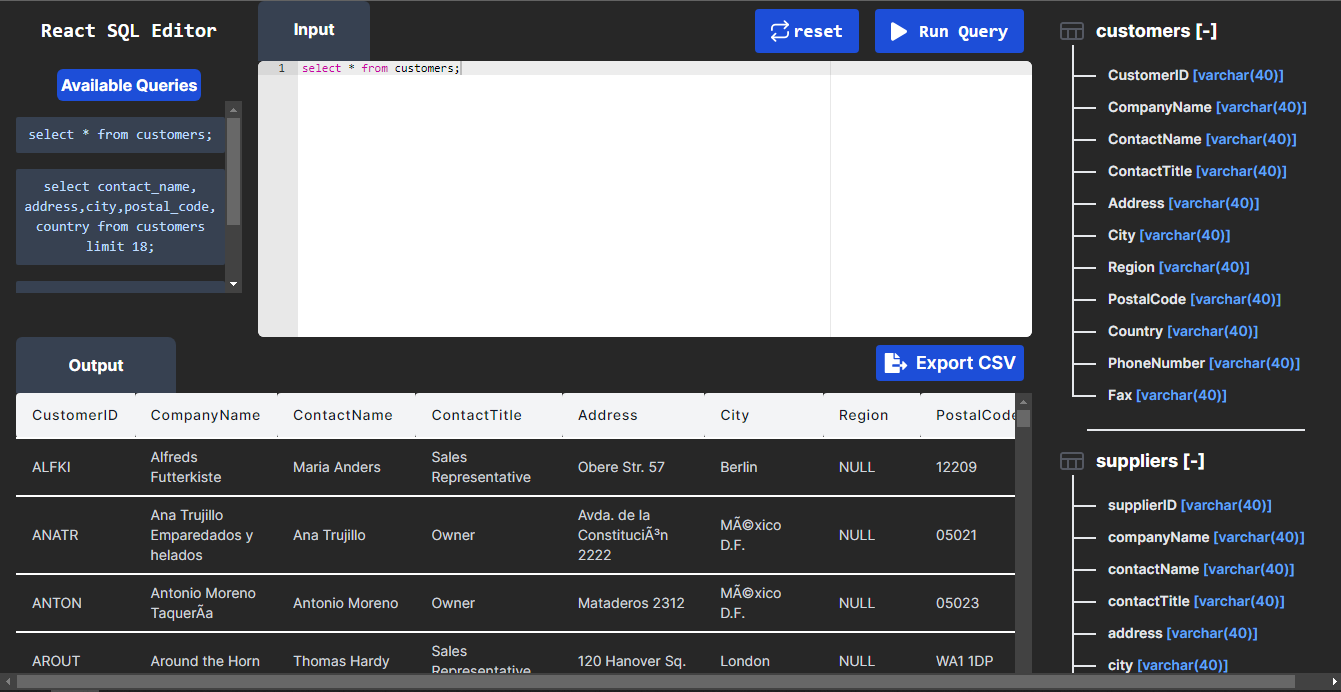 React SQL Editor
Available Queries
select * from customers;
select contact_name,
address,city,postal_code,
country from customers
limit 18;
Input
reset
Run Query
1 select * from customers;
Output
Export CSV
CustomerID CompanyName ContactName ContactTitle Address City Region PostalCode
ALFKI Alfreds Futterkiste Maria Anders Sales Representative Obere Str. 57 Berlin NULL 12209
ANATR Ana Trujillo Emparedados y helados Ana Trujillo Owner Avda. de la ConstituciÃ³n 2222 MÃ©xico D.F. NULL 05021
ANTON Antonio Moreno TaquerÃa Antonio Moreno Owner Mataderos 2312 MÃ©xico D.F. NULL 05023
AROUT Around the Horn Thomas Hardy Sales Representative 120 Hanover Sq. London NULL WA1 1DP
customers [-]
CustomerID [varchar(40)]
CompanyName [varchar(40)]
ContactName [varchar(40)]
ContactTitle [varchar(40)]
Address [varchar(40)]
City [varchar(40)]
Region [varchar(40)]
PostalCode [varchar(40)]
Country [varchar(40)]
PhoneNumber [varchar(40)]
Fax [varchar(40)]
suppliers [-]
supplierID [varchar(40)]
companyName [varchar(40)]
contactName [varchar(40)]
contactTitle [varchar(40)]
address [varchar(40)]
city [varchar(40)]